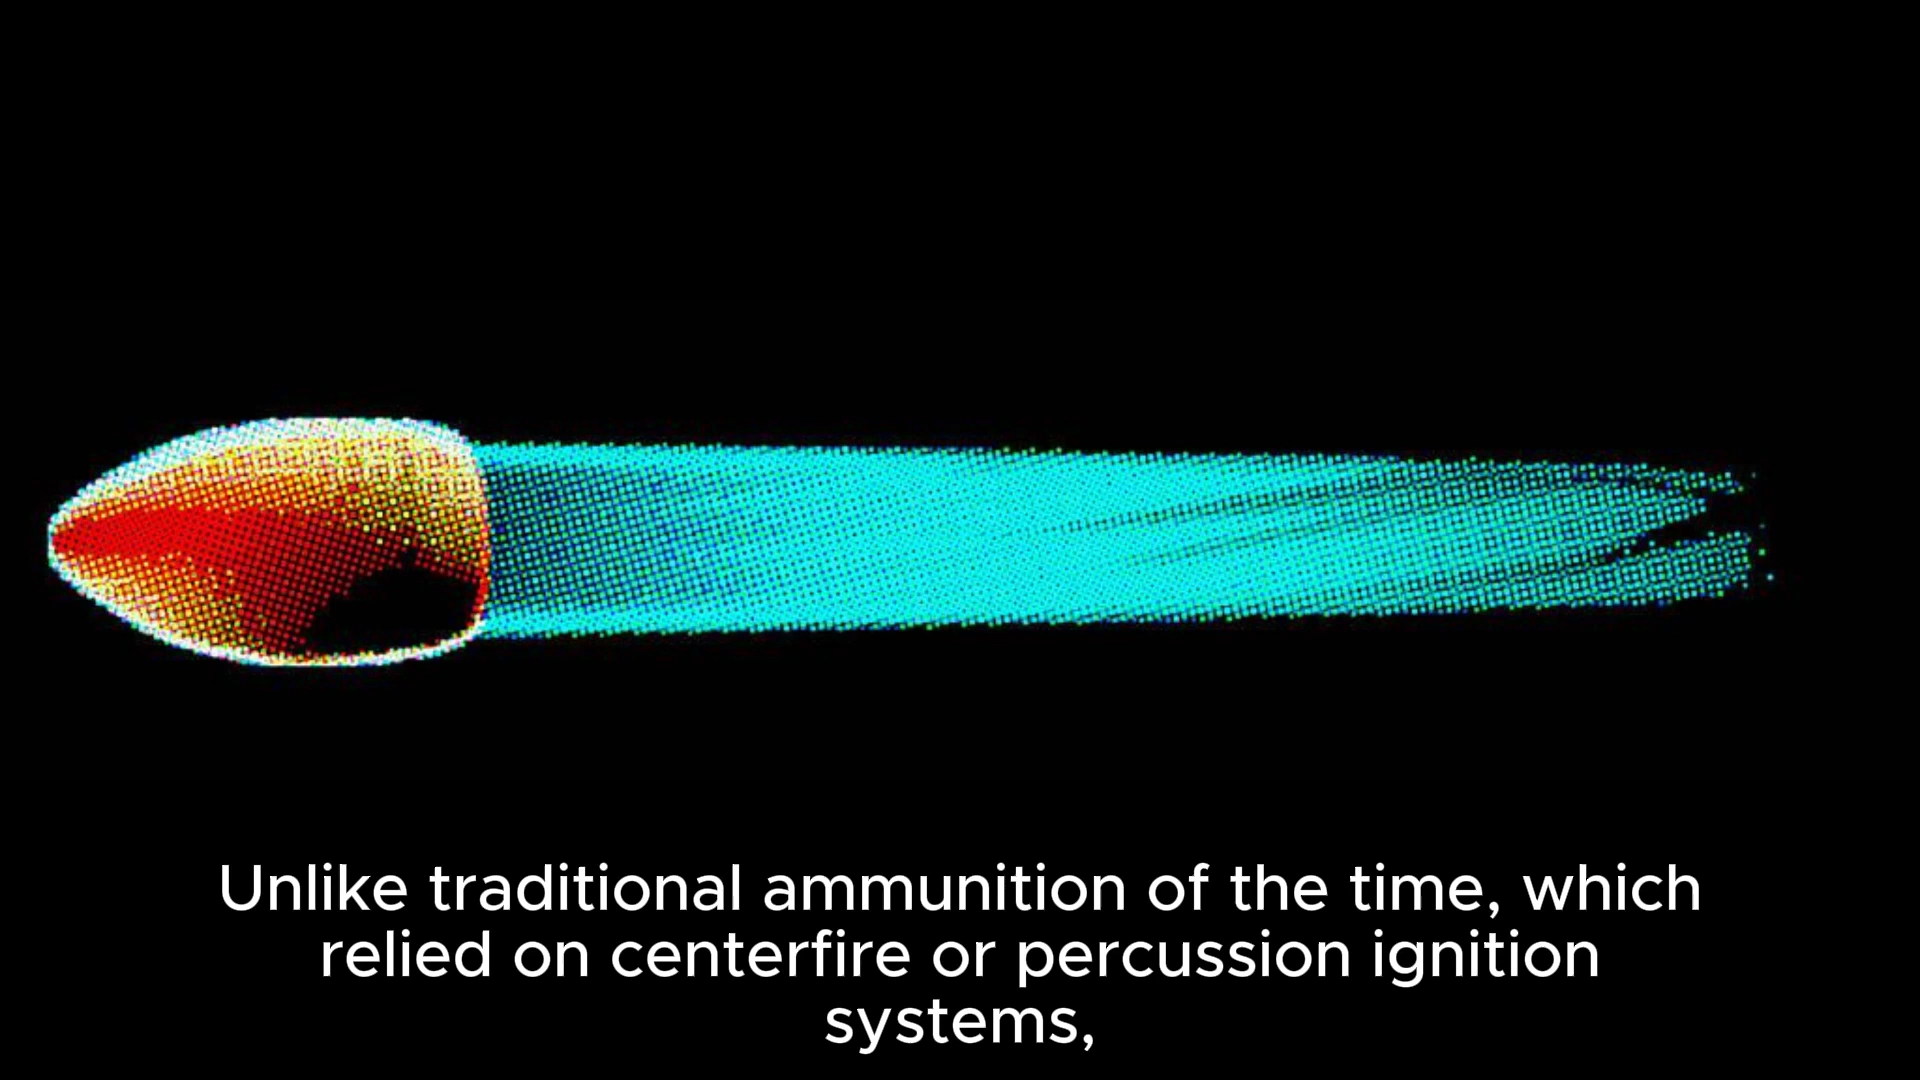 Unlike traditional ammunition of the time, which
relied on centerfire or percussion ignition
systems,